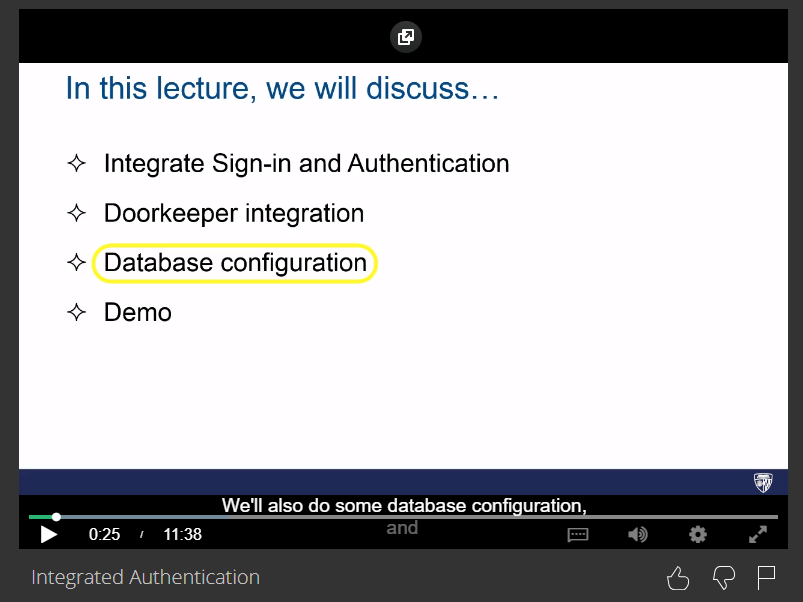 In this lecture, we will discuss…
Integrate Sign-in and Authentication
Doorkeeper integration
Database configuration
Demo
We'll also do some database configuration,
and
0:25 / 11:38
Integrated Authentication